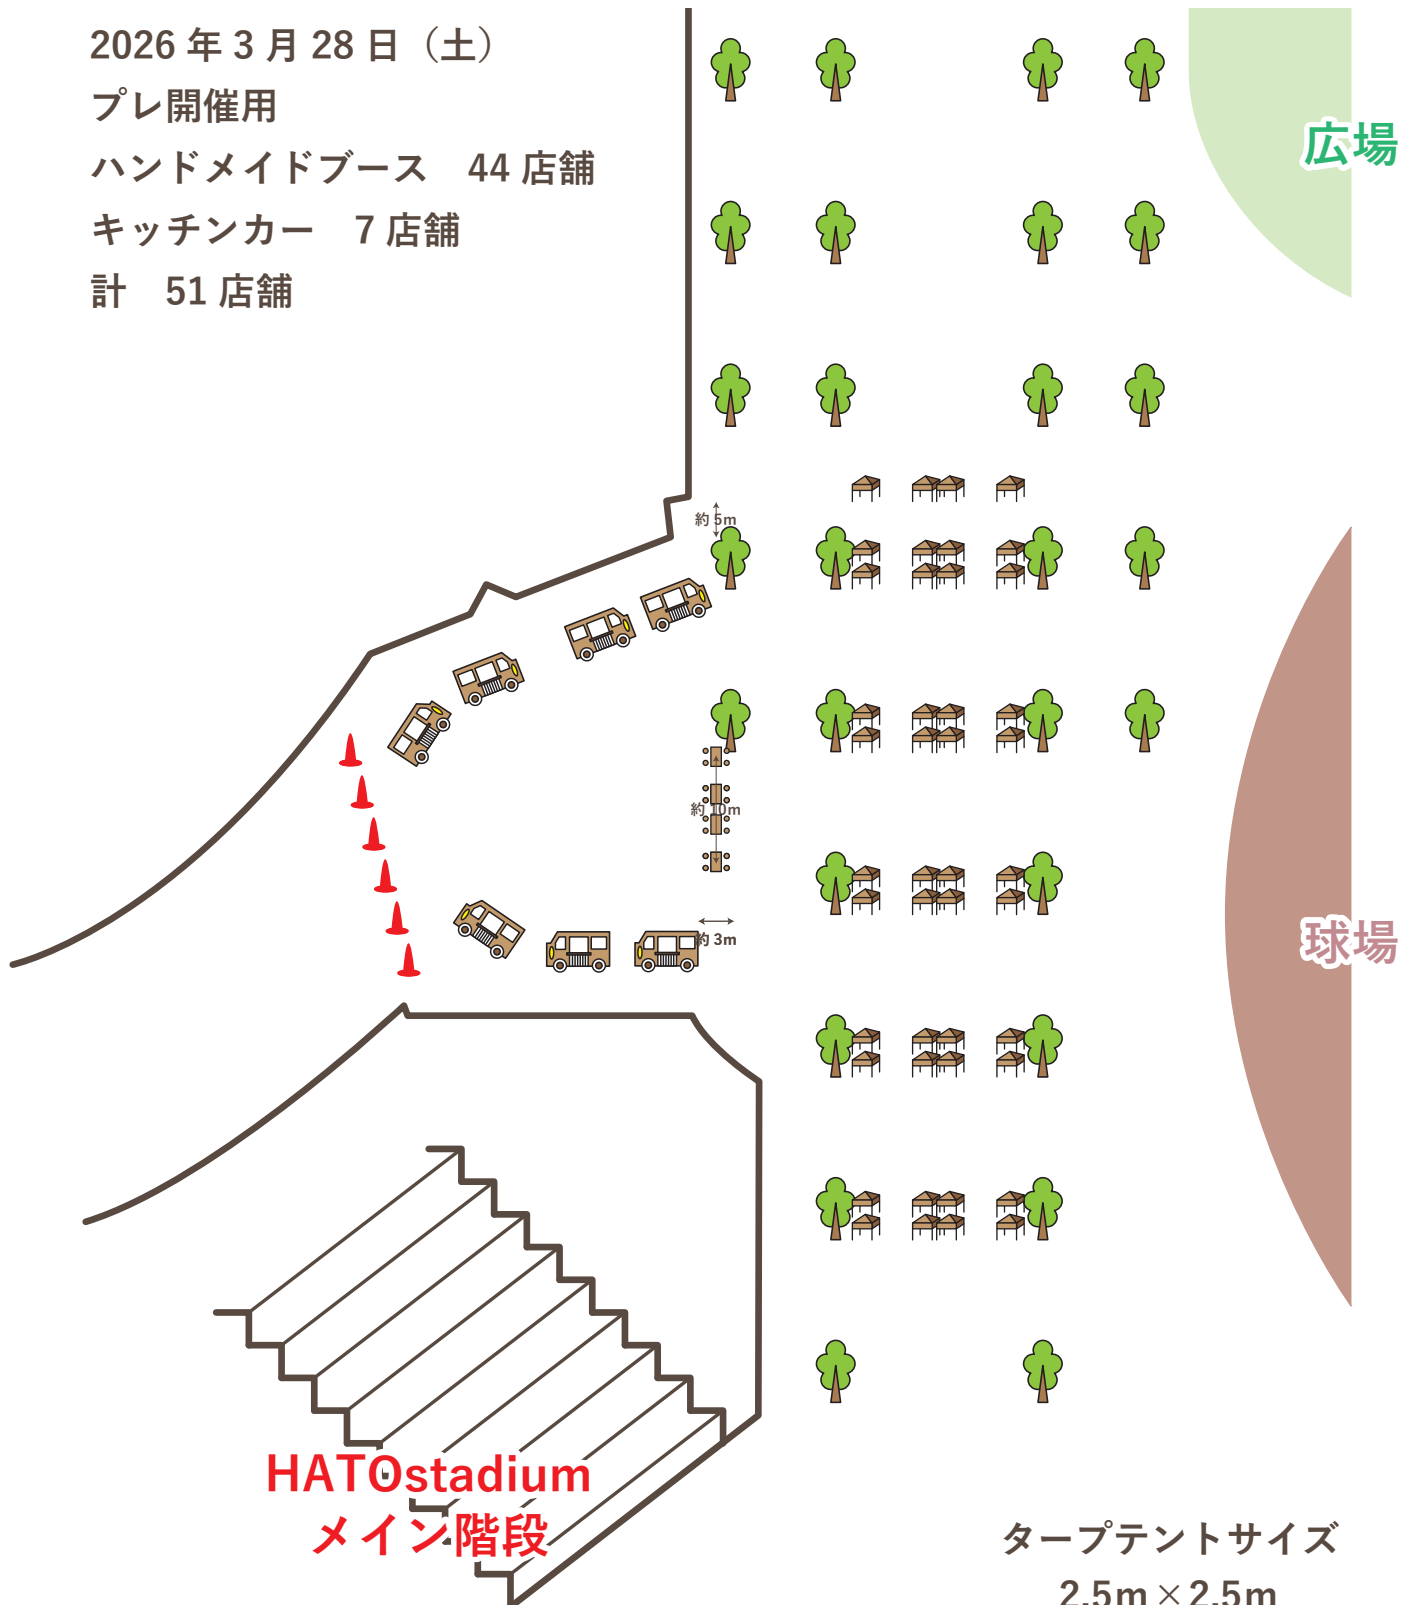 2026 年 3 月 28 日（土）
プレ開催用
ハンドメイドブース　44 店舗
キッチンカー　7 店舗
計　51 店舗
広場
約 5m
約 10m
約 3m
球場
HATOstadium
メイン階段
タープテントサイズ
2.5m×2.5m